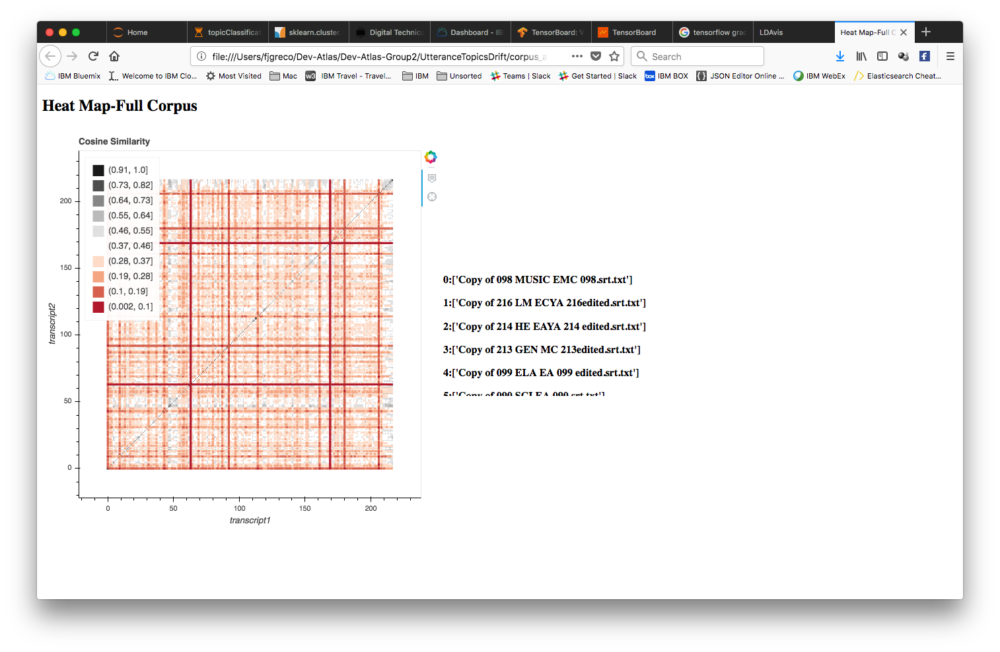 Home
topicClassificat
sklearn.cluster.
Digital Technica
Dashboard - IB
TensorBoard: V
TensorBoard
tensorflow grac
LDAvis
Heat Map-Full C
file:///Users/fjgreco/Dev-Atlas/Dev-Atlas-Group2/UtteranceTopicsDrift/corpus_a
Search
IBM Bluemix
Welcome to IBM Clo...
Most Visited
Mac
w3 IBM Travel - Travel...
IBM
Unsorted
Teams | Slack
Get Started | Slack
box IBM BOX
JSON Editor Online ...
IBM WebEx
Elasticsearch Cheat...
Heat Map-Full Corpus
Cosine Similarity
(0.91, 1.0]
(0.73, 0.82]
(0.64, 0.73]
(0.55, 0.64]
(0.46, 0.55]
(0.37, 0.46]
(0.28, 0.37]
(0.19, 0.28]
(0.1, 0.19]
(0.002, 0.1]
200
150
100
50
0
transcript2
0
50
100
150
200
transcript1
0:['Copy of 098 MUSIC EMC 098.srt.txt']
1:['Copy of 216 LM ECYA 216edited.srt.txt']
2:['Copy of 214 HE EAYA 214 edited.srt.txt']
3:['Copy of 213 GEN MC 213edited.srt.txt']
4:['Copy of 099 ELA EA 099 edited.srt.txt']
5:['Copy of 090 SCI EA 090.srt.txt']